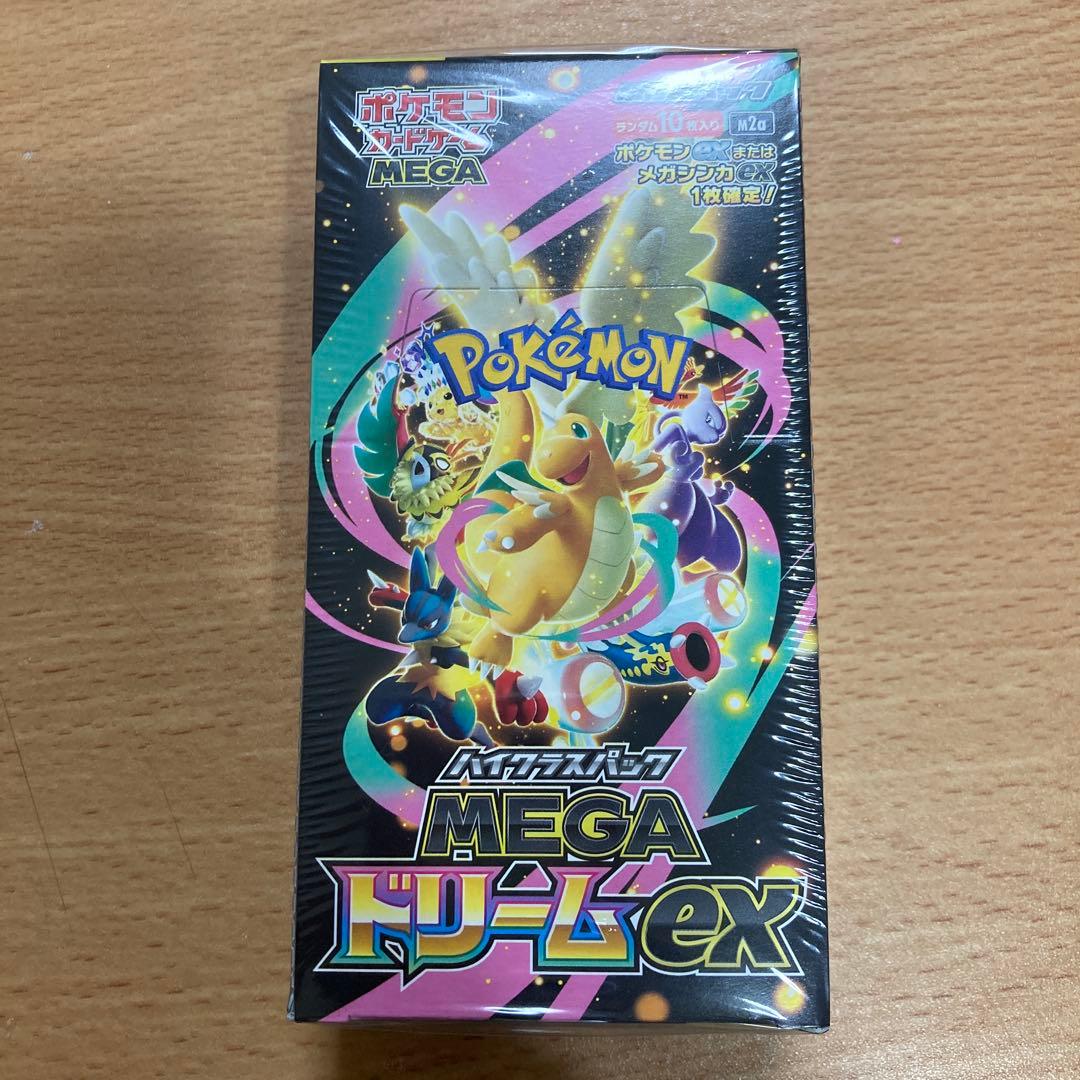 ポケモン
カードゲーム
MEGA
ランダム10枚入り M2a
ポケモンexまたは
メガシンカex
1枚確定!
POKéMON
TM
ハイクラスパック
MEGA
ドリームex